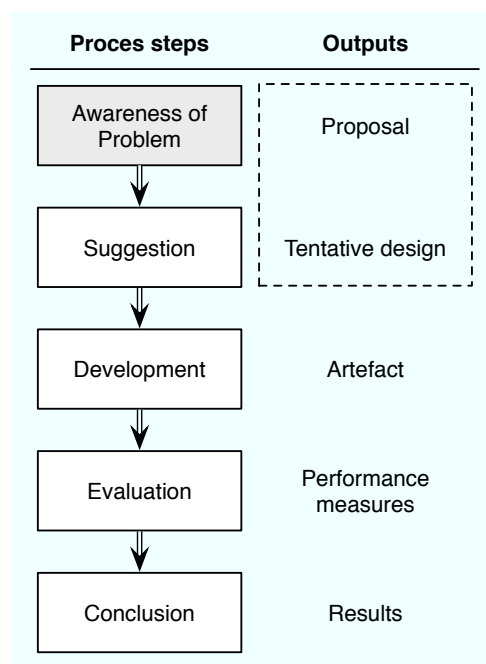 Proces steps
Outputs
Awareness of
Problem
Proposal
Suggestion
Tentative design
Development
Artefact
Evaluation
Performance
measures
Conclusion
Results